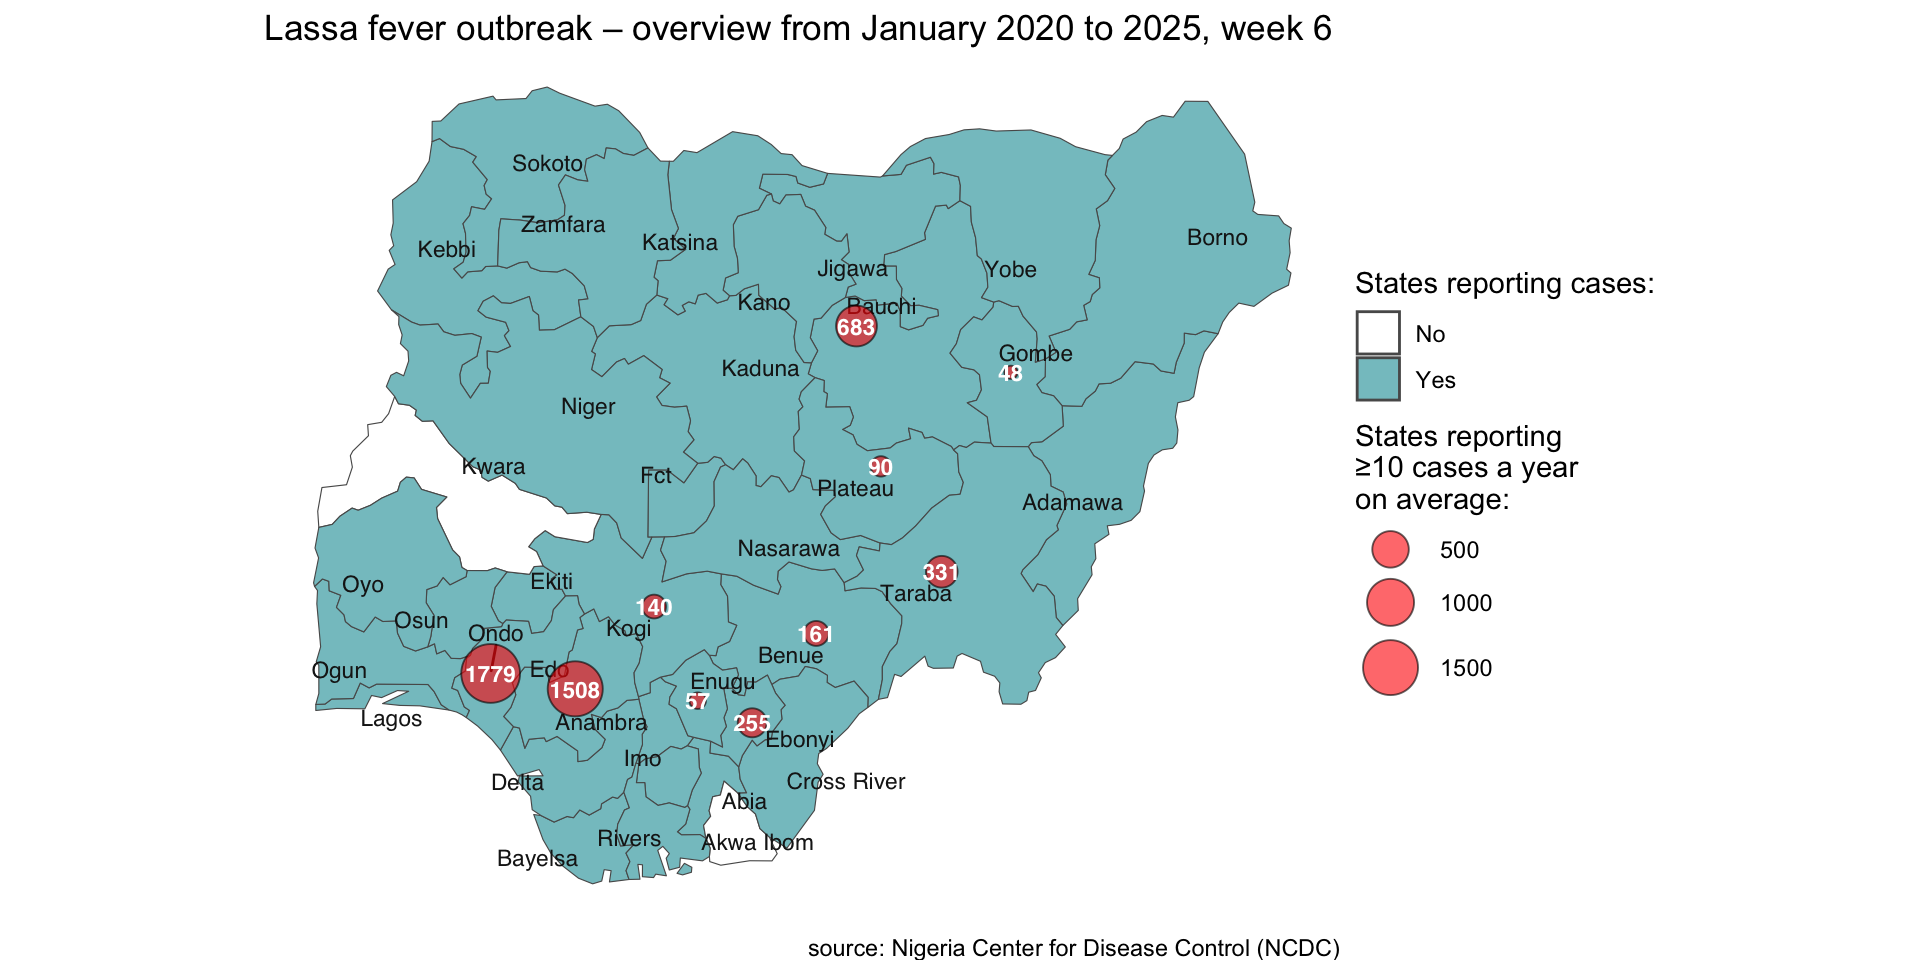 Lassa fever outbreak – overview from January 2020 to 2025, week 6
Sokoto
Zamfara
Kebbi
Katsina
Borno
Jigawa
Yobe
Kano
Bauchi
683
Gombe
48
Kaduna
Niger
Kwara
Fct
90
Plateau
Adamawa
Nasarawa
331
Taraba
Oyo
Ekiti
140
Osun
Kogi
Ondo
161
Benue
Ogun
1779
Edo
1508
Enugu
57
255
Lagos
Anambra
Ebonyi
Imo
Delta
Cross River
Abia
Rivers
Akwa Ibom
Bayelsa
States reporting cases:
No
Yes
States reporting
≥10 cases a year
on average:
500
1000
1500
source: Nigeria Center for Disease Control (NCDC)